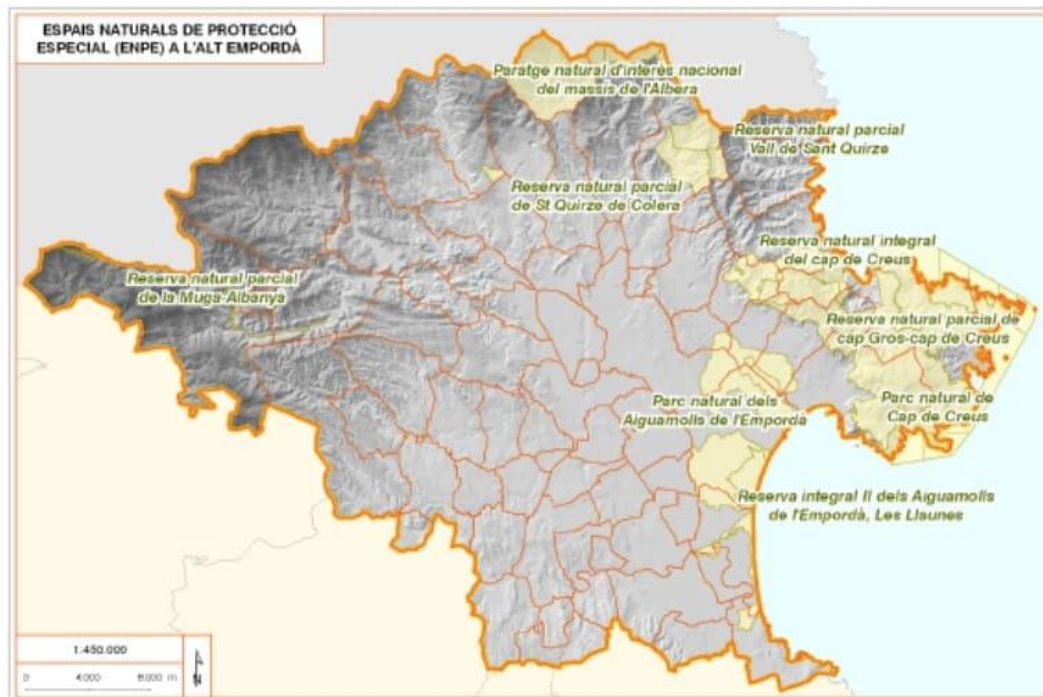 ESPAIS NATURALS DE PROTECCIÓ
ESPECIAL (ENPE) A L'ALT EMPORDÀ
Paratge natural d'interès nacional
del massís de l'Albera
Reserva natural parcial
Vall de Sant Quirze
Reserva natural parcial
de St Quirze de Colera
Reserva natural integral
del cap de Creus
Reserva natural parcial
de la Muga-Albanya
Reserva natural parcial de
cap Gros-cap de Creus
Parc natural dels
Aiguamolls de l'Empordà
Parc natural de
Cap de Creus
Reserva integral II dels Aiguamolls
de l'Empordà, Les Llaunes
1:450.000
0 4.000 8.000 m
N